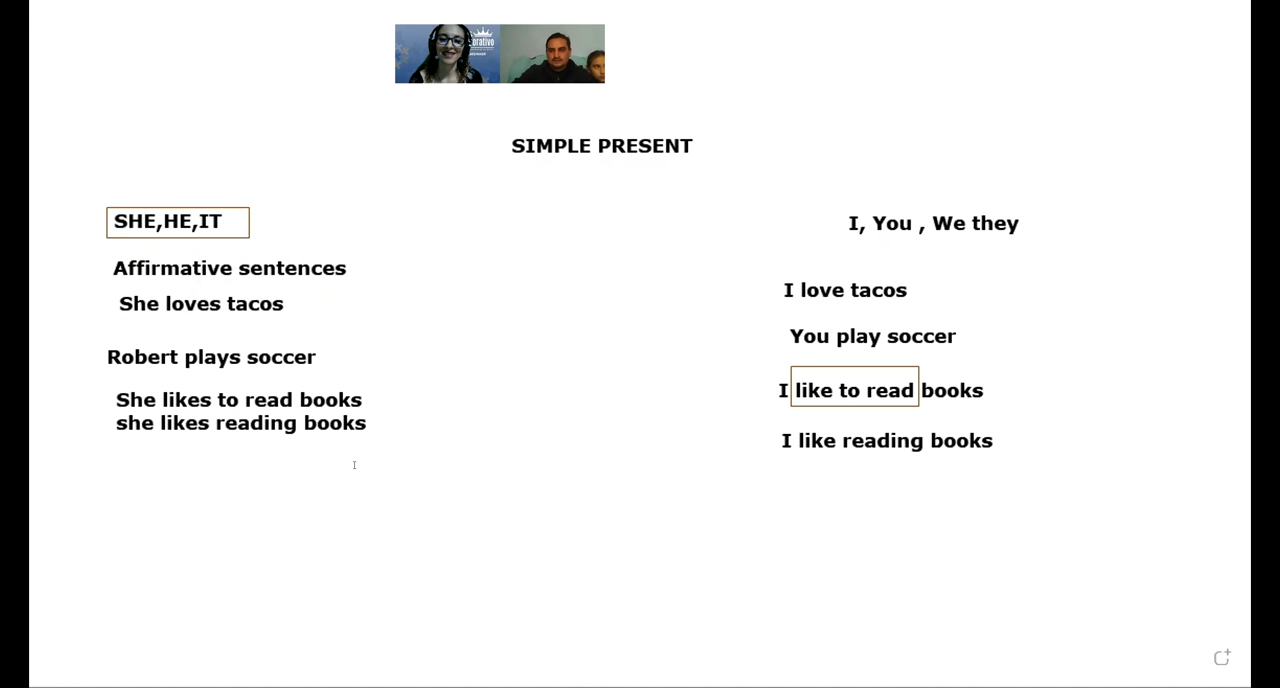 orativo
SIMPLE PRESENT
SHE,HE,IT
Affirmative sentences
She loves tacos
Robert plays soccer
She likes to read books
she likes reading books
I, You , We they
I love tacos
You play soccer
I like to read books
I like reading books